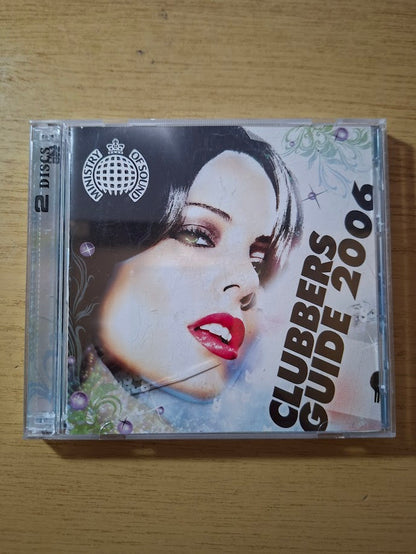 2 DISCS
MINISTRY
OF SOUND
CLUBBERS
GUIDE 2006